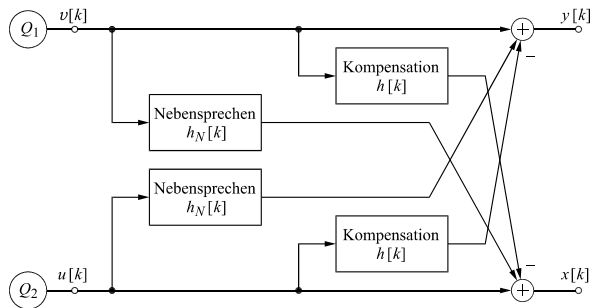 Q₁
v[k]
y[k]
+
−
Kompensation
h[k]
Nebensprechen
h_N[k]
Nebensprechen
h_N[k]
Kompensation
h[k]
−
Q₂
u[k]
+
x[k]